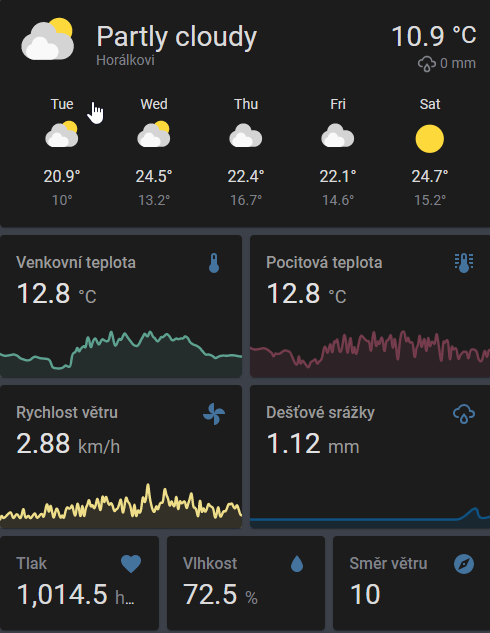 Partly cloudy
10.9 °C
Horálkovi
0 mm
Tue Wed Thu Fri Sat
20.9° 24.5° 22.4° 22.1° 24.7°
10° 13.2° 16.7° 14.6° 15.2°
Venkovní teplota
12.8 °C
Pocitová teplota
12.8 °C
Rychlost větru
2.88 km/h
Dešťové srážky
1.12 mm
Tlak
1,014.5 h...
Vlhkost
72.5 %
Směr větru
10